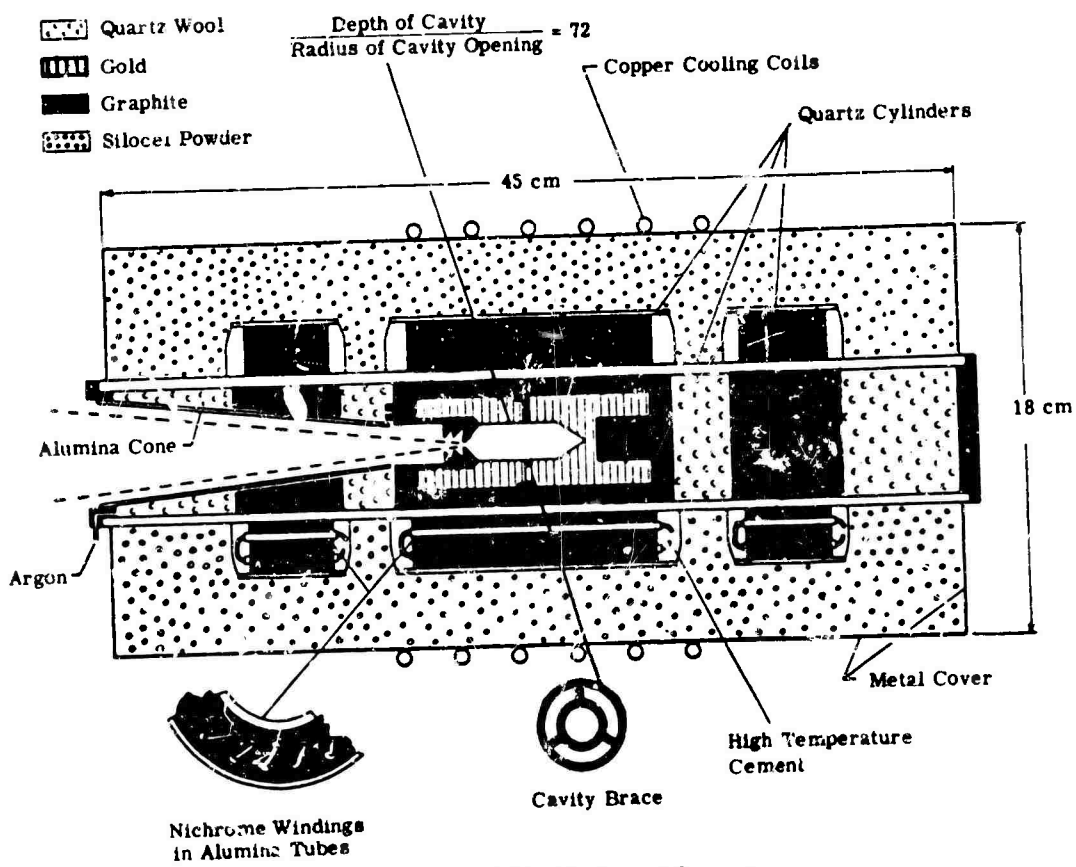 Quartz Wool
Gold
Graphite
Silocel Powder
Depth of Cavity
Radius of Cavity Opening = 72
Copper Cooling Coils
Quartz Cylinders
45 cm
18 cm
Alumina Cone
Argon
Metal Cover
High Temperature
Cement
Cavity Brace
Nichrome Windings
in Alumina Tubes